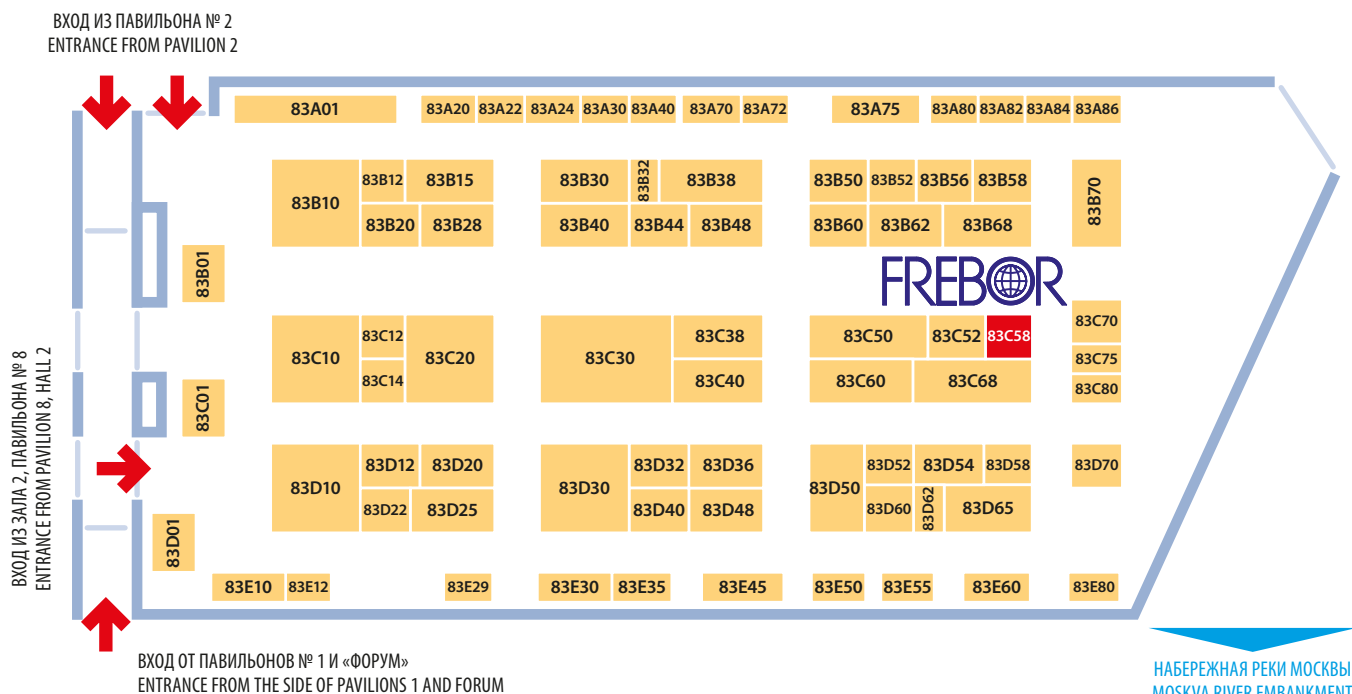 ВХОД ИЗ ПАВИЛЬОНА № 2
ENTRANCE FROM PAVILION 2
83A01 83A20 83A22 83A24 83A30 83A40 83A70 83A72 83A75 83A80 83A82 83A84 83A86
83B10 83B12 83B15 83B30 83B32 83B38 83B50 83B52 83B56 83B58 83B70
83B20 83B28 83B40 83B44 83B48 83B60 83B62 83B68
83B01
FREBOR
ВХОД ИЗ ЗАЛА 2, ПАВИЛЬОНА № 8
ENTRANCE FROM PAVILION 8, HALL 2
83C10 83C12 83C20 83C30 83C38 83C50 83C52 83C58 83C70
83C75
83C01 83C14 83C40 83C60 83C68 83C80
83D10 83D12 83D20 83D30 83D32 83D36 83D50 83D52 83D54 83D58 83D70
83D22 83D25 83D40 83D48 83D60 83D62 83D65
83D01
83E10 83E12 83E29 83E30 83E35 83E45 83E50 83E55 83E60 83E80
ВХОД ОТ ПАВИЛЬОНОВ № 1 И «ФОРУМ»
ENTRANCE FROM THE SIDE OF PAVILIONS 1 AND FORUM
НАБЕРЕЖНАЯ РЕКИ МОСКВЫ
MOSKVA RIVER EMBANKMENT